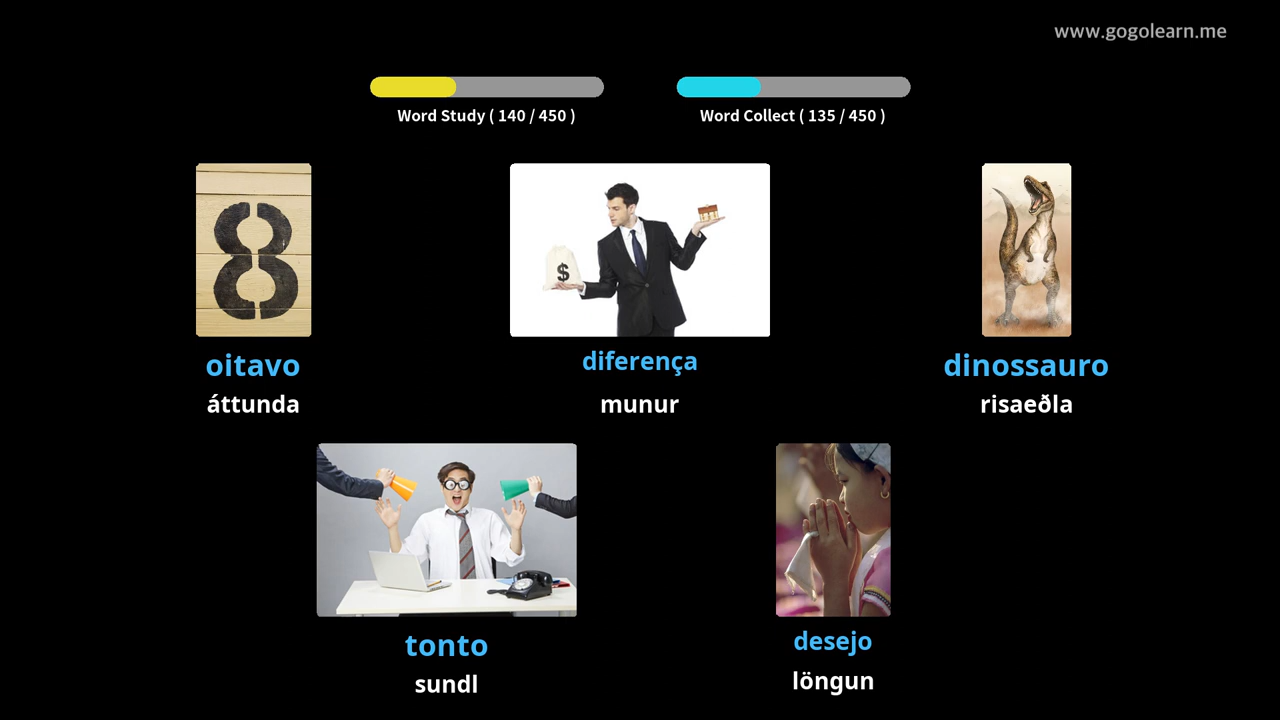 www.gogolearn.me
Word Study ( 140 / 450 )
Word Collect ( 135 / 450 )
8
$
oitavo
diferença
dinossauro
áttunda
munur
risaeðla
tonto
desejo
sundl
löngun